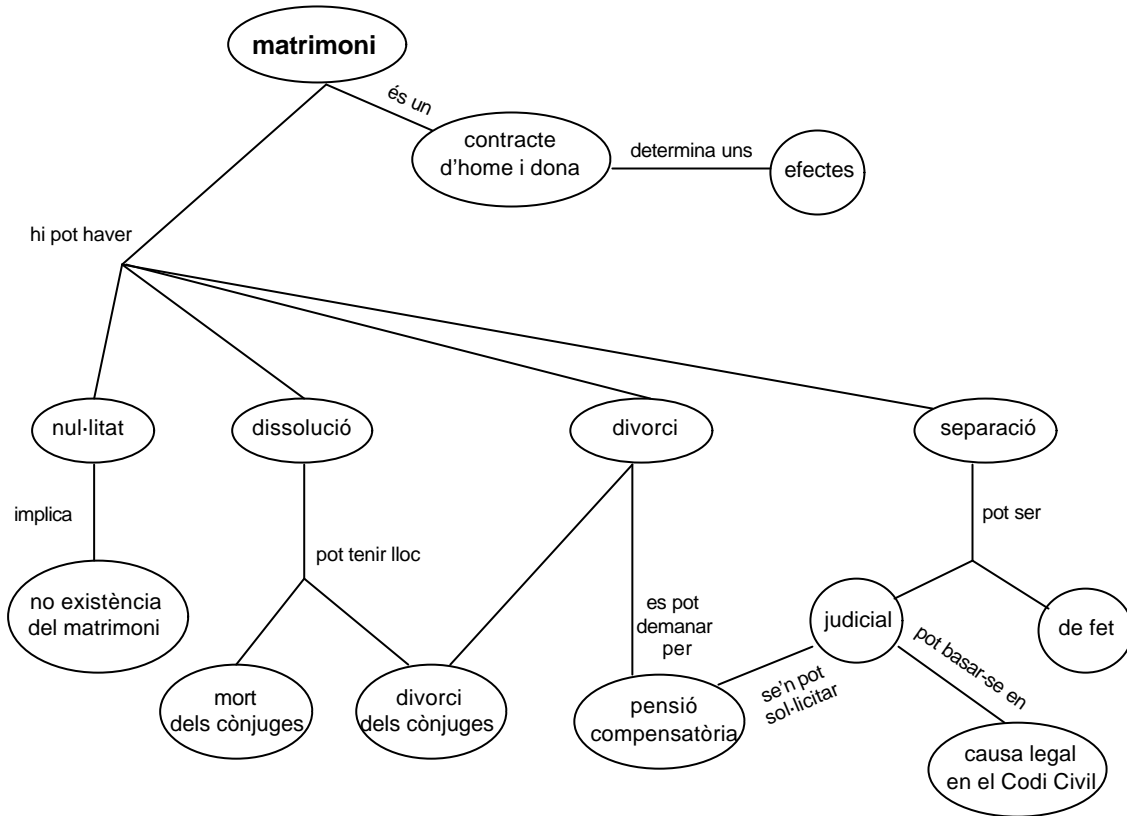 matrimoni
és un
contracte
d'home i dona
determina uns
efectes
hi pot haver
nul·litat
dissolució
divorci
separació
implica
pot ser
pot tenir lloc
no existència
del matrimoni
es pot
demanar
per
judicial
de fet
pot basar-se en
se'n pot
sol·licitar
mort
dels cònjuges
divorci
dels cònjuges
pensió
compensatòria
causa legal
en el Codi Civil